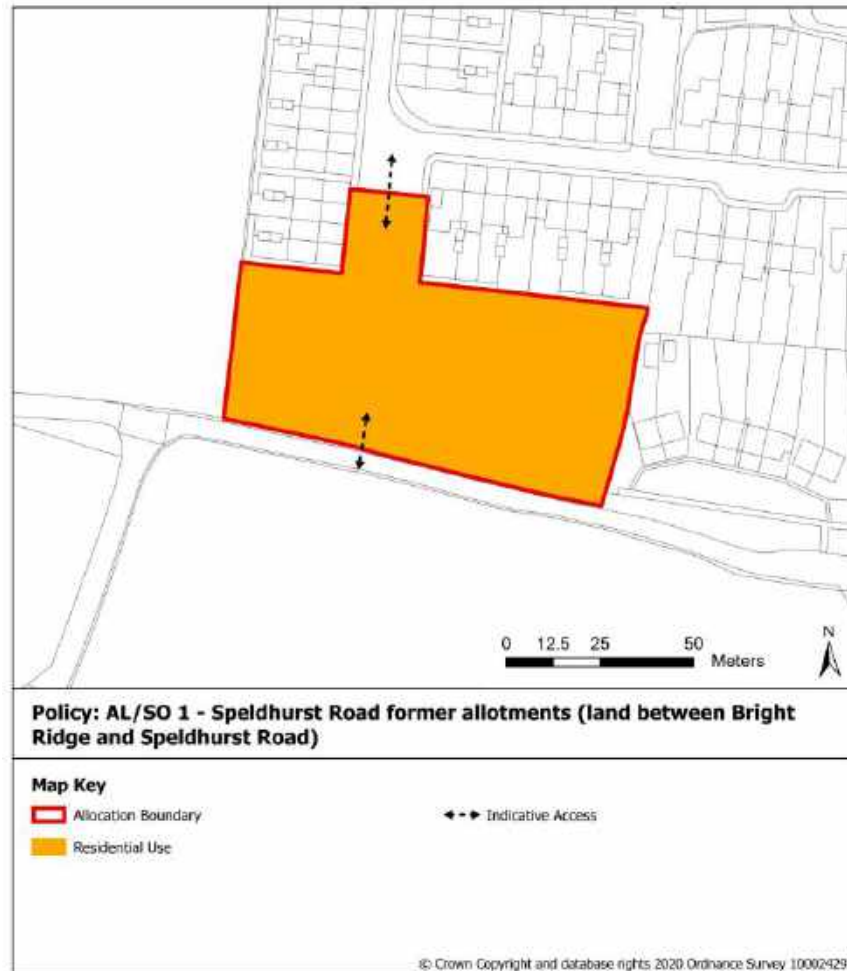 N
0 12.5 25 50
Meters
Policy: AL/SO 1 - Speldhurst Road former allotments (land between Bright
Ridge and Speldhurst Road)
Map Key
Allocation Boundary
Indicative Access
Residential Use
© Crown Copyright and database rights 2020 Ordnance Survey 10002429